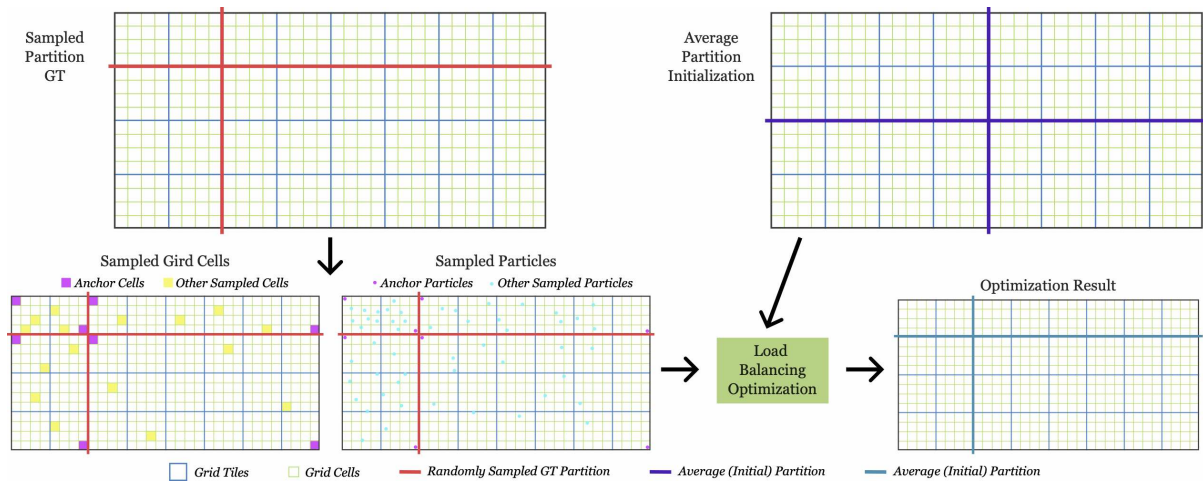 Sampled
Partition
GT
Average
Partition
Initialization
Sampled Gird Cells
Anchor Cells
Other Sampled Cells
Sampled Particles
Anchor Particles
Other Sampled Particles
Load
Balancing
Optimization
Optimization Result
Grid Tiles
Grid Cells
Randomly Sampled GT Partition
Average (Initial) Partition
Average (Initial) Partition